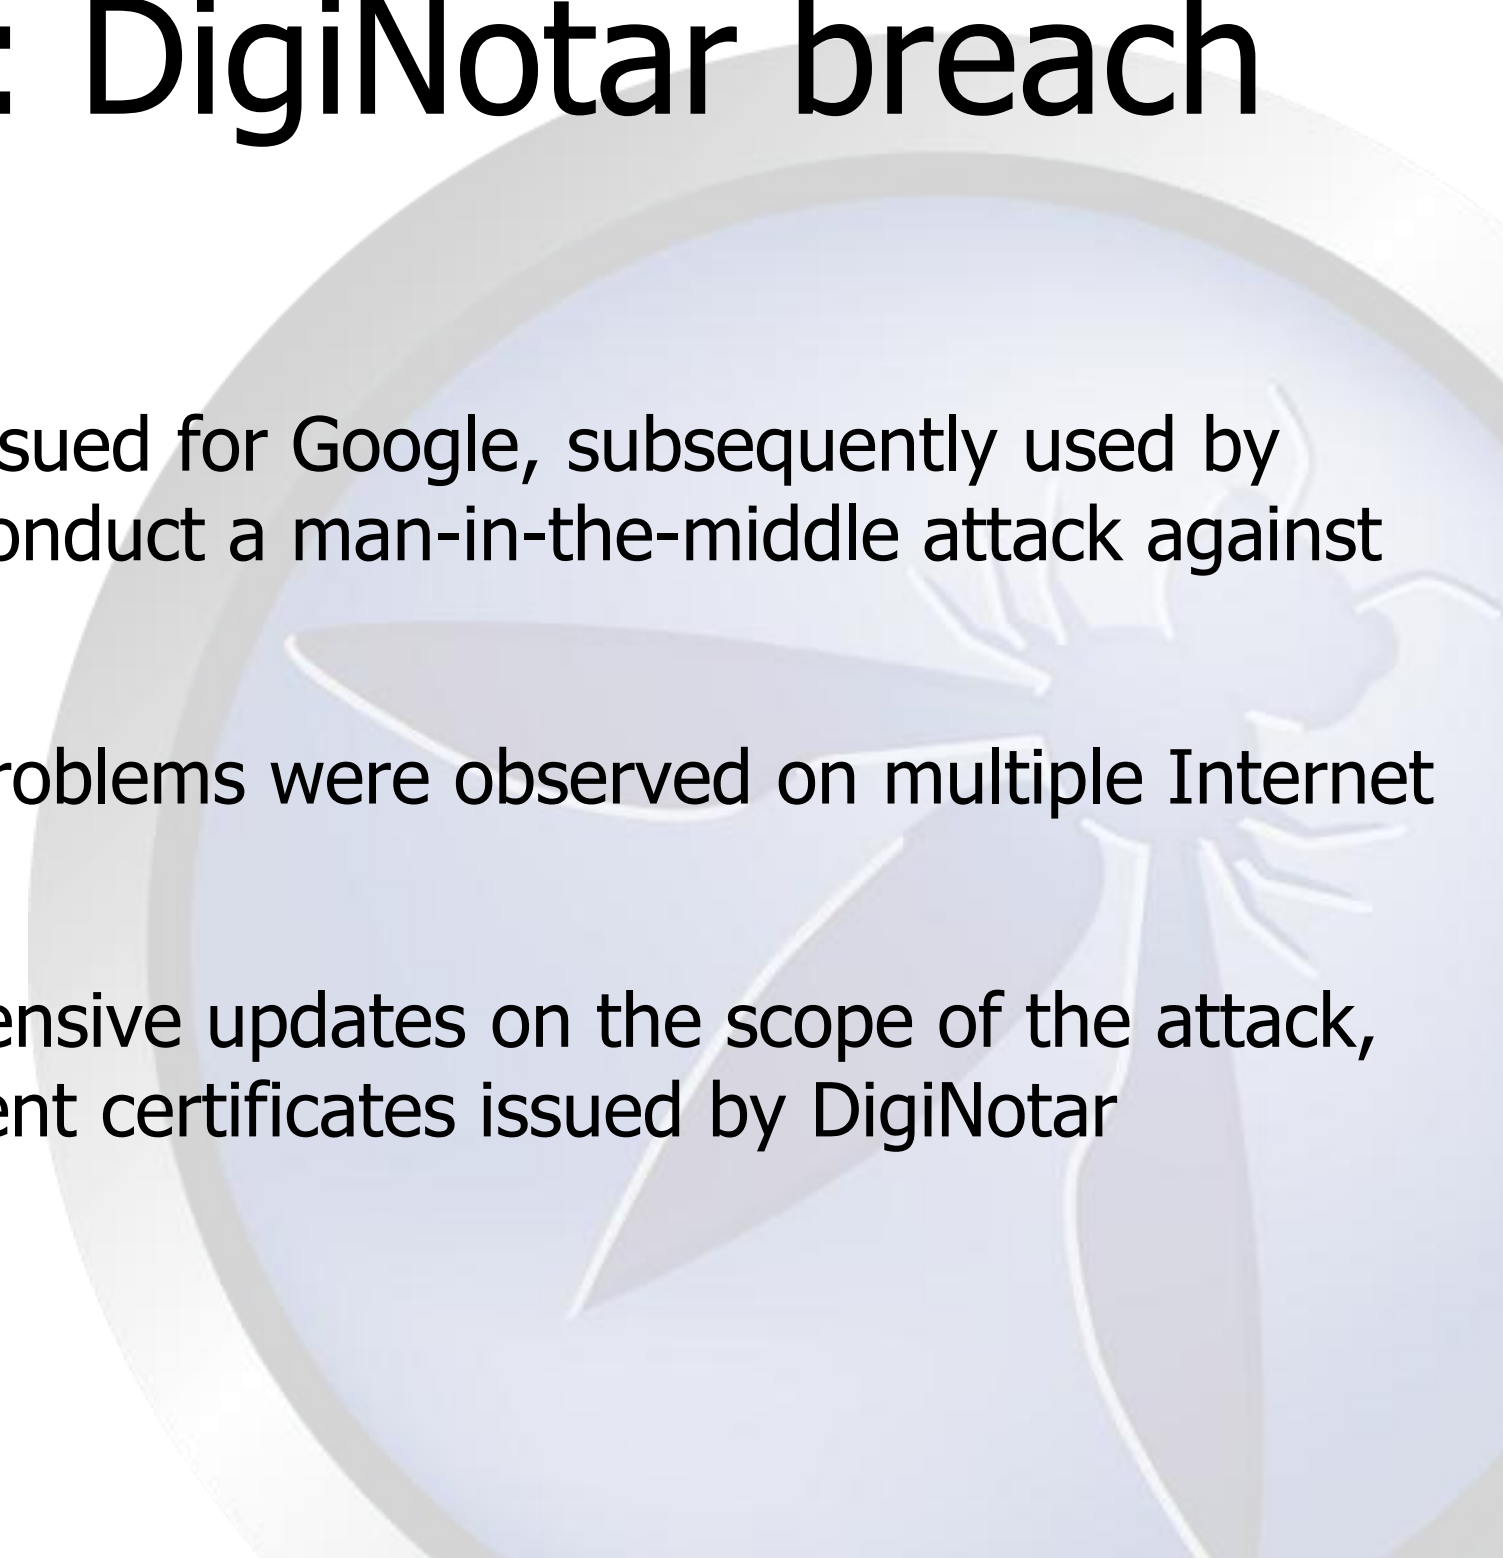 : DigiNotar breach
sued for Google, subsequently used by
onduct a man-in-the-middle attack against
roblems were observed on multiple Internet
ensive updates on the scope of the attack,
ent certificates issued by DigiNotar